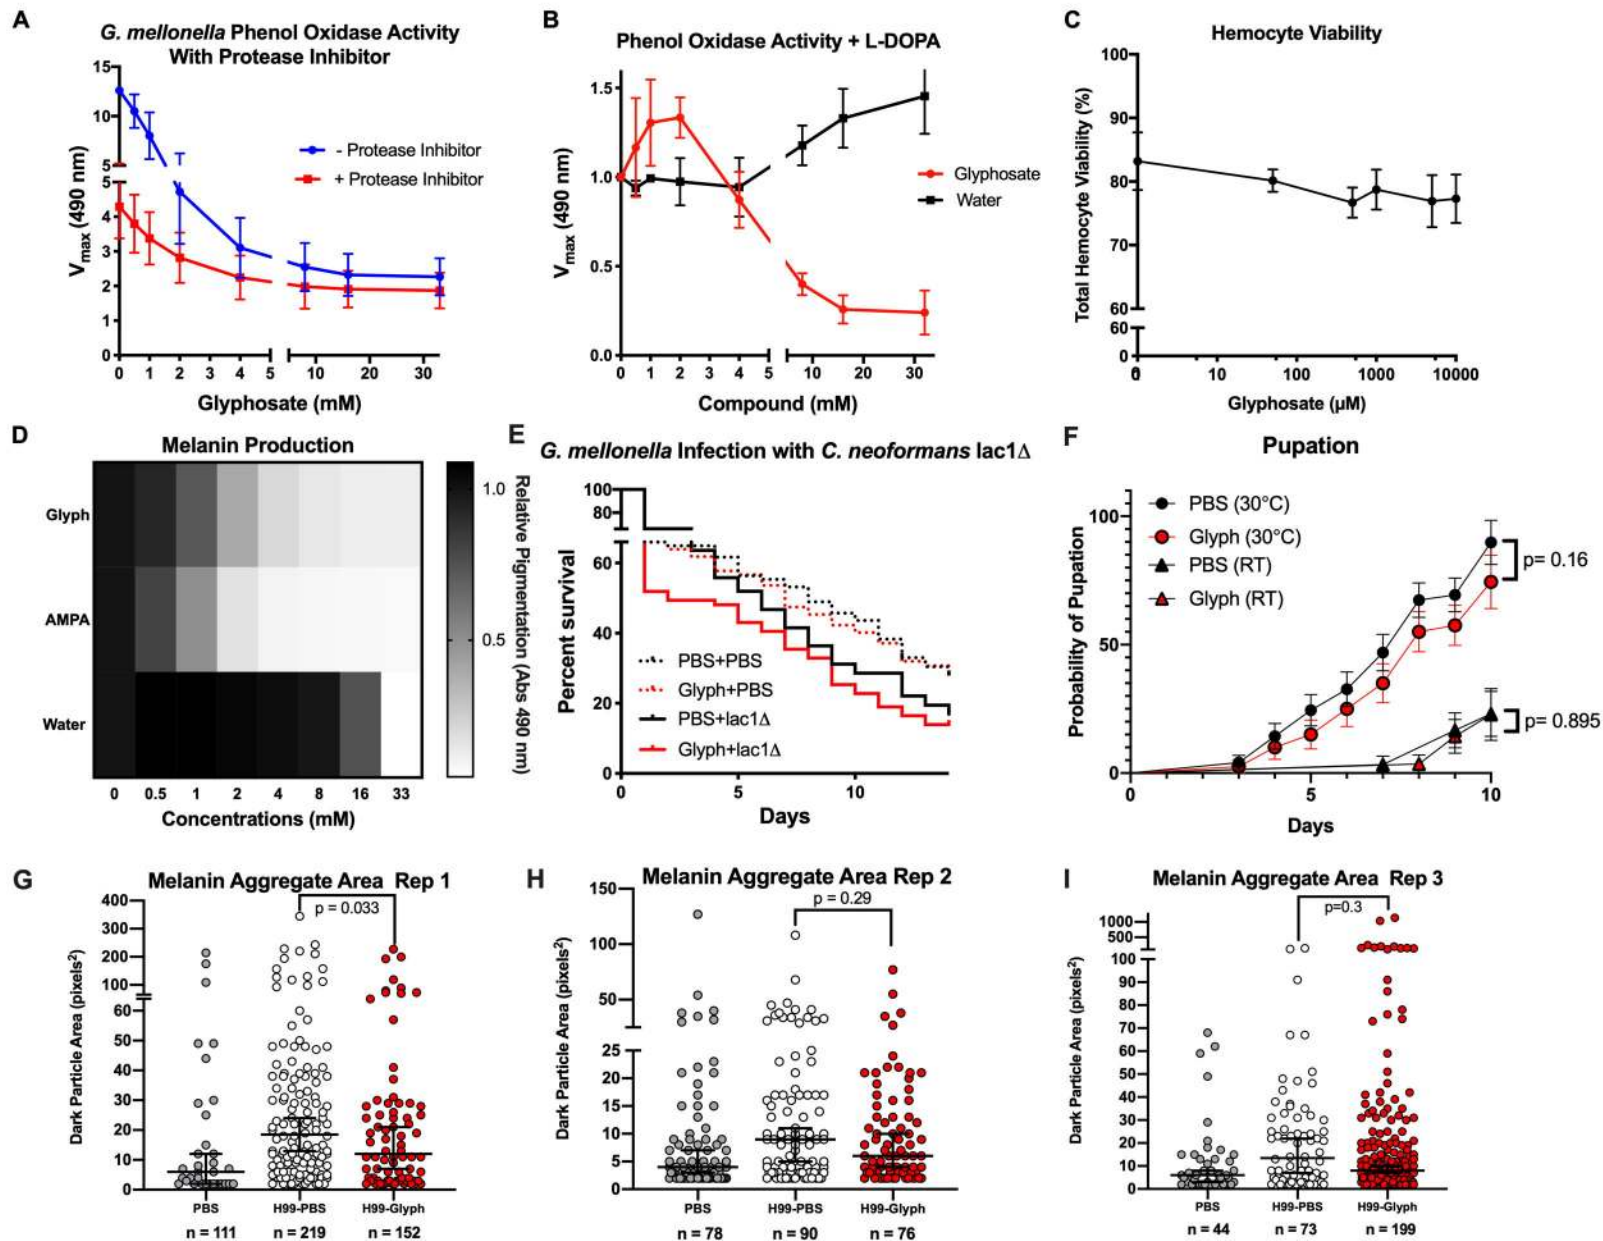 A
G. mellonella Phenol Oxidase Activity
With Protease Inhibitor
15
10
5
5
4
3
2
1
0
Vmax (490 nm)
- Protease Inhibitor
+ Protease Inhibitor
0 1 2 3 4 5 10 20 30
Glyphosate (mM)
B
Phenol Oxidase Activity + L-DOPA
1.5
1.0
0.5
0.0
Vmax (490 nm)
Glyphosate
Water
0 1 2 3 4 5 10 20 30
Compound (mM)
C
Hemocyte Viability
100
90
80
70
60
60
0
Total Hemocyte Viability (%)
0 10 100 1000 10000
Glyphosate (µM)
D
Melanin Production
Glyph
AMPA
Water
0 0.5 1 2 4 8 16 33
Concentrations (mM)
1.0
0.5
Relative Pigmentation (Abs 490 nm)
E
G. mellonella Infection with C. neoformans lac1Δ
100
80
60
40
20
0
Percent survival
PBS+PBS
Glyph+PBS
PBS+lac1Δ
Glyph+lac1Δ
0 5 10
Days
F
Pupation
100
50
0
Probability of Pupation
PBS (30°C)
Glyph (30°C)
PBS (RT)
Glyph (RT)
p= 0.16
p= 0.895
0 5 10
Days
G
Melanin Aggregate Area Rep 1
p = 0.033
400
300
200
100
60
50
40
30
20
10
0
Dark Particle Area (pixels²)
PBS H99-PBS H99-Glyph
n = 111 n = 219 n = 152
H
Melanin Aggregate Area Rep 2
p = 0.29
150
100
50
25
20
15
10
5
0
Dark Particle Area (pixels²)
PBS H99-PBS H99-Glyph
n = 78 n = 90 n = 76
I
Melanin Aggregate Area Rep 3
p=0.3
1000
500
100
90
80
70
60
50
40
30
20
10
0
Dark Particle Area (pixels²)
PBS H99-PBS H99-Glyph
n = 44 n = 73 n = 199